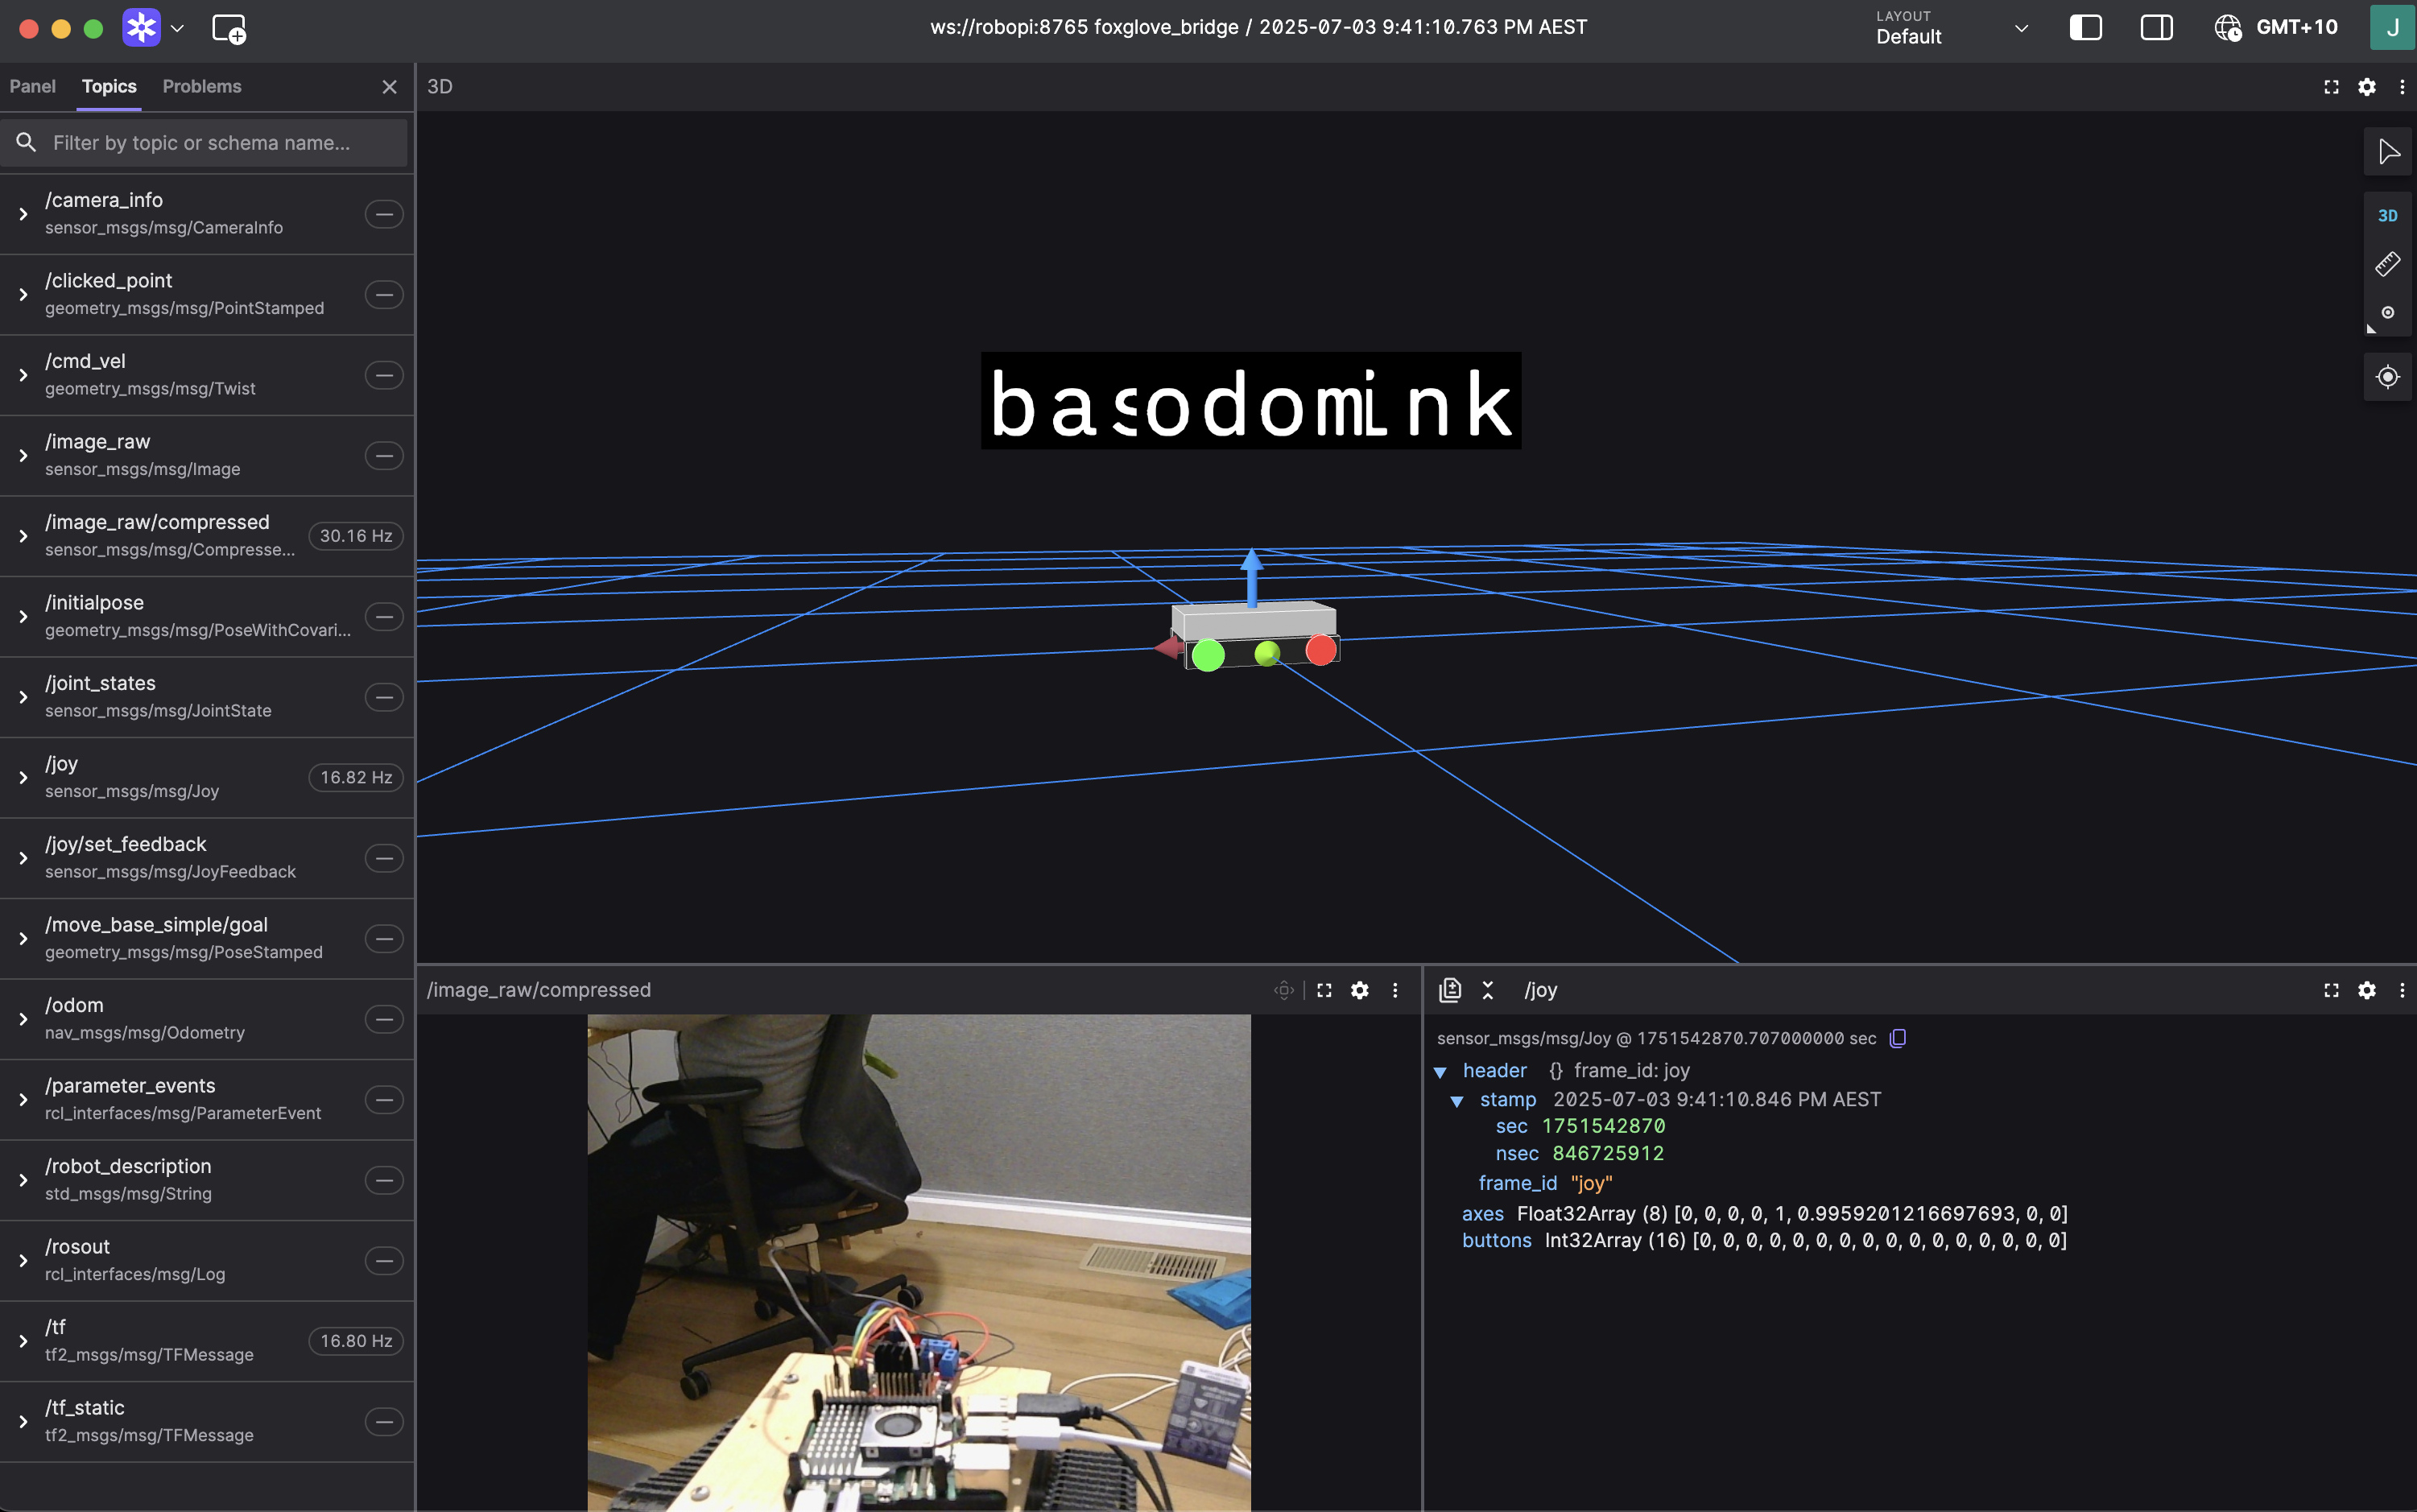 ws://robopi:8765 foxglove_bridge / 2025-07-03 9:41:10.763 PM AEST
LAYOUT
Default
GMT+10
J
Panel Topics Problems
Filter by topic or schema name...
/camera_info
sensor_msgs/msg/CameraInfo
/clicked_point
geometry_msgs/msg/PointStamped
/cmd_vel
geometry_msgs/msg/Twist
/image_raw
sensor_msgs/msg/Image
/image_raw/compressed
30.16 Hz
sensor_msgs/msg/Compresse...
/initialpose
geometry_msgs/msg/PoseWithCovari...
/joint_states
sensor_msgs/msg/JointState
/joy
16.82 Hz
sensor_msgs/msg/Joy
/joy/set_feedback
sensor_msgs/msg/JoyFeedback
/move_base_simple/goal
geometry_msgs/msg/PoseStamped
/odom
nav_msgs/msg/Odometry
/parameter_events
rcl_interfaces/msg/ParameterEvent
/robot_description
std_msgs/msg/String
/rosout
rcl_interfaces/msg/Log
/tf
16.80 Hz
tf2_msgs/msg/TFMessage
/tf_static
tf2_msgs/msg/TFMessage
3D
3D
/image_raw/compressed
/joy
sensor_msgs/msg/Joy @ 1751542870.707000000 sec
header {} frame_id: joy
stamp 2025-07-03 9:41:10.846 PM AEST
sec 1751542870
nsec 846725912
frame_id "joy"
axes Float32Array (8) [0, 0, 0, 0, 1, 0.9959201216697693, 0, 0]
buttons Int32Array (16) [0, 0, 0, 0, 0, 0, 0, 0, 0, 0, 0, 0, 0, 0, 0, 0]